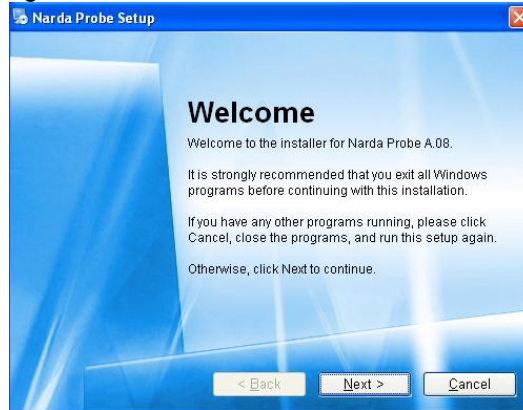 Narda Probe Setup
Welcome
Welcome to the installer for Narda Probe A.08.
It is strongly recommended that you exit all Windows
programs before continuing with this installation.
If you have any other programs running, please click
Cancel, close the programs, and run this setup again.
Otherwise, click Next to continue.
< Back
Next >
Cancel